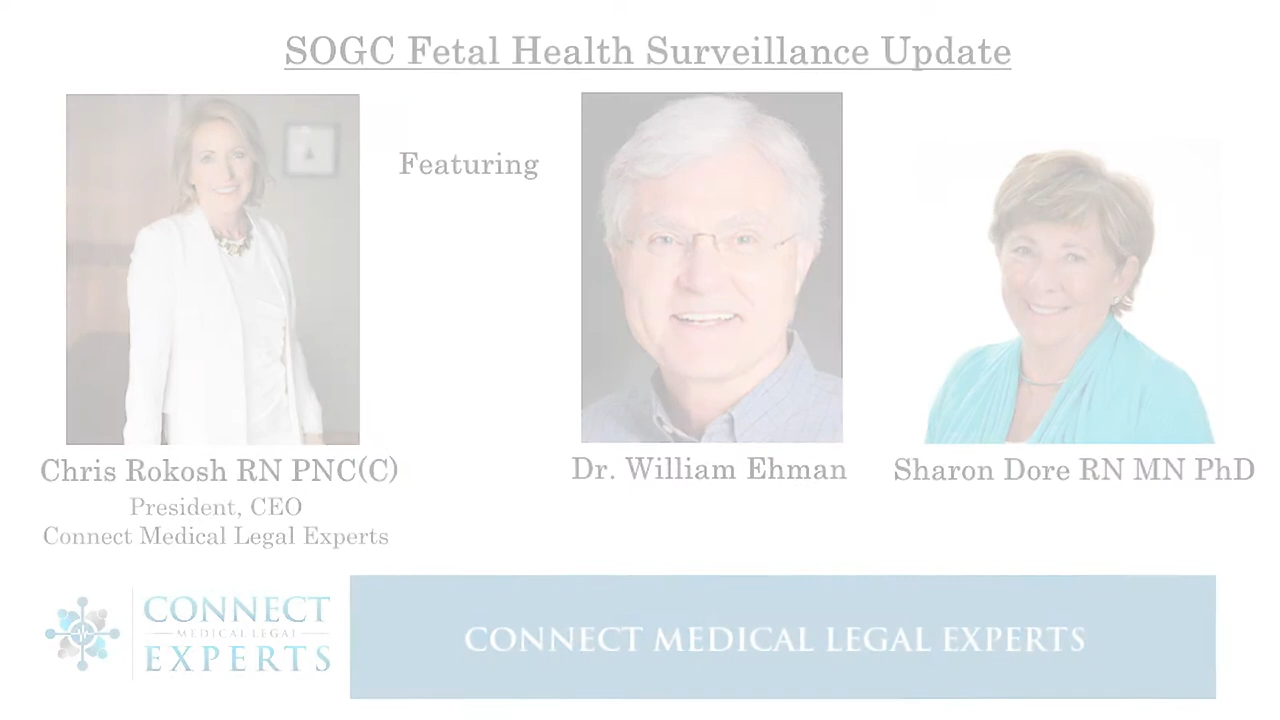 SOGC Fetal Health Surveillance Update
Featuring
Chris Rokosh RN PNC(C)
President, CEO
Connect Medical Legal Experts
Dr. William Ehman
Sharon Dore RN MN PhD
CONNECT
MEDICAL LEGAL
EXPERTS
CONNECT MEDICAL LEGAL EXPERTS